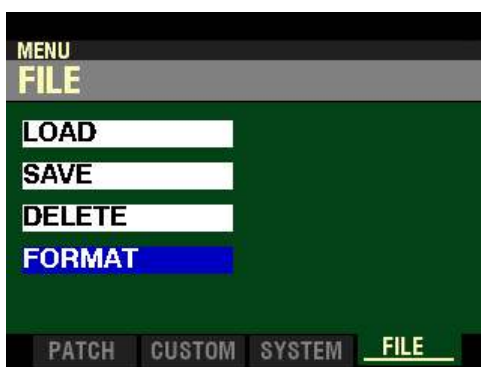 MENU
FILE
LOAD
SAVE
DELETE
FORMAT
PATCH CUSTOM SYSTEM FILE